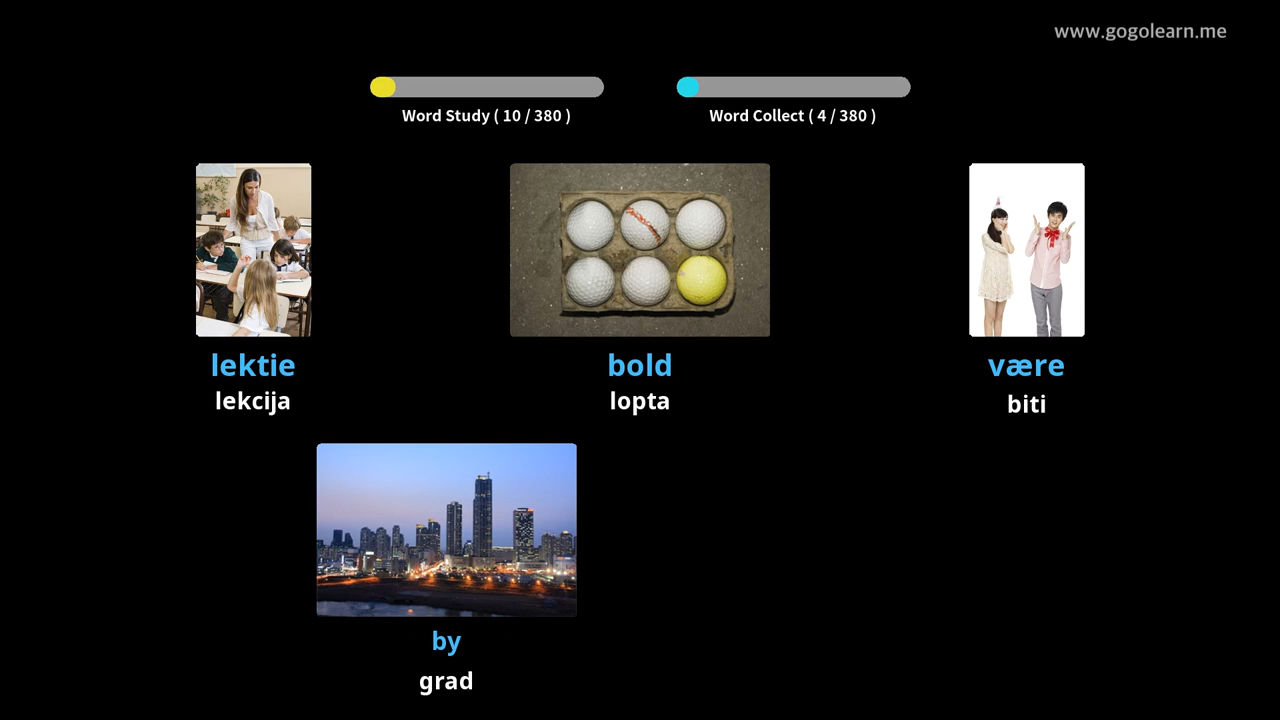 www.gogolearn.me
Word Study ( 10 / 380 )
Word Collect ( 4 / 380 )
lektie
lekcija
bold
lopta
være
biti
by
grad